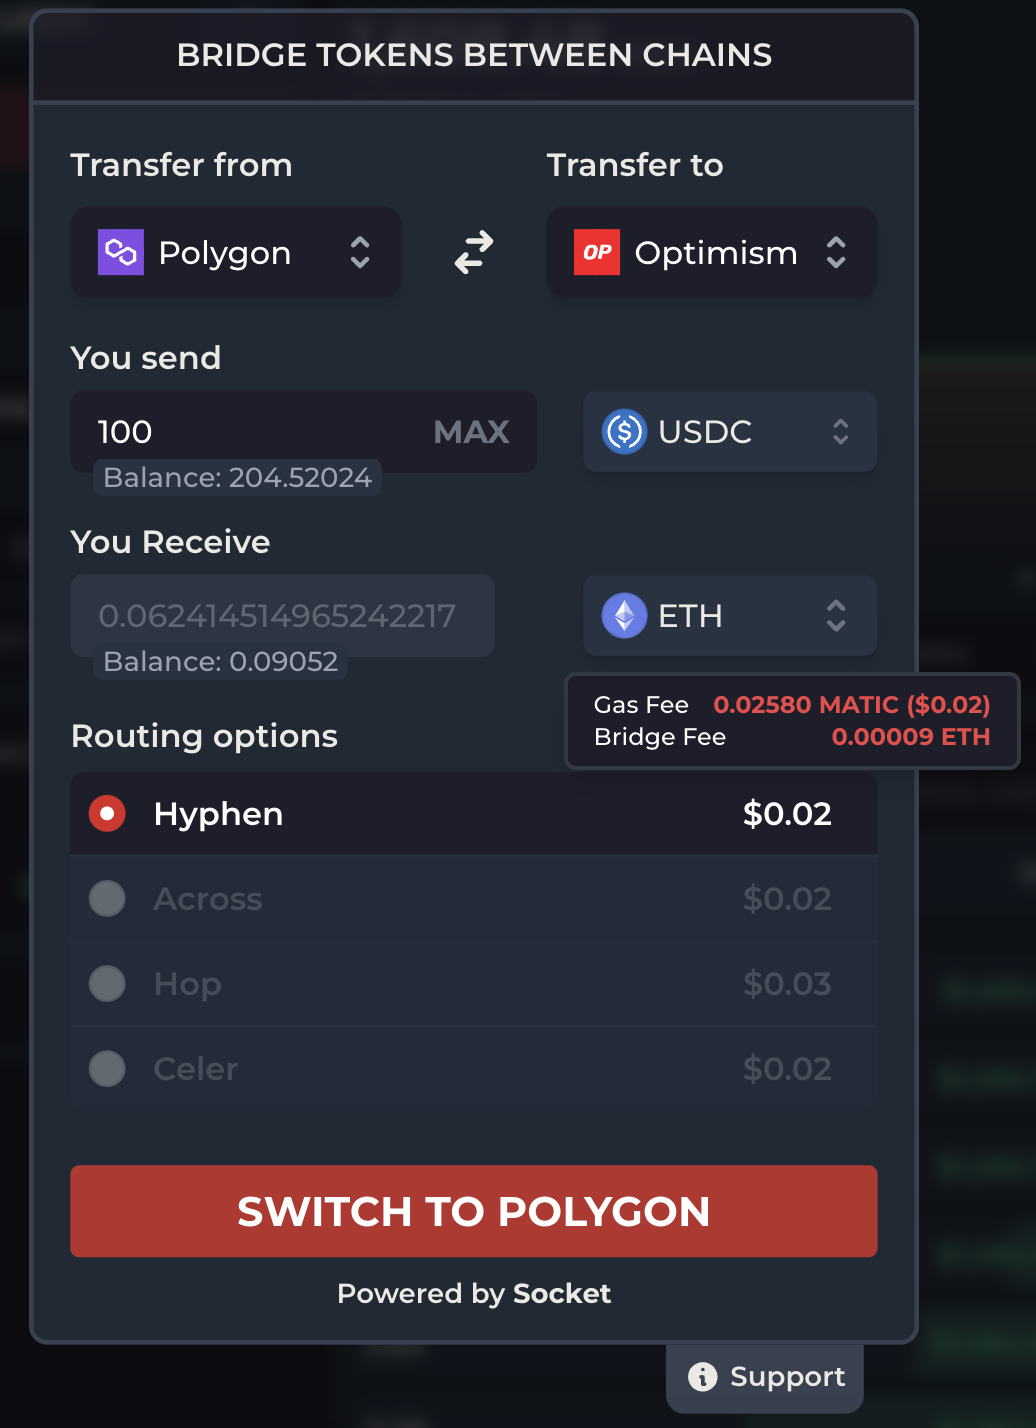 BRIDGE TOKENS BETWEEN CHAINS
Transfer from
Transfer to
Polygon
OP Optimism
You send
100 MAX
$ USDC
Balance: 204.52024
You Receive
0.062414514965242217
ETH
Balance: 0.09052
Gas Fee 0.02580 MATIC ($0.02)
Bridge Fee 0.00009 ETH
Routing options
Hyphen $0.02
Across $0.02
Hop $0.03
Celer $0.02
SWITCH TO POLYGON
Powered by Socket
i Support